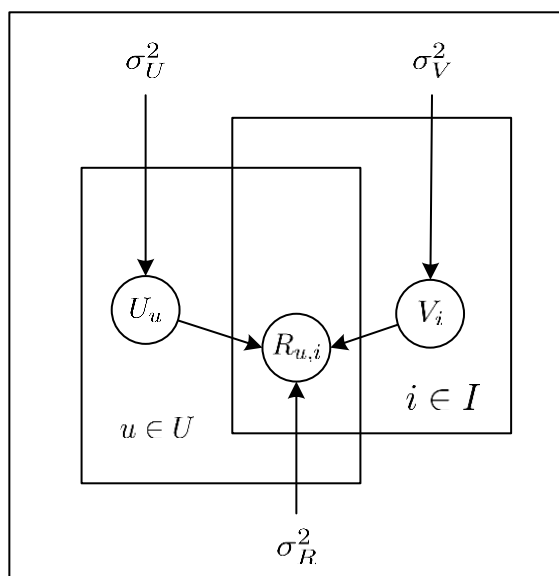 σ_U^2 σ_V^2
U_u V_i
R_{u,i}
i ∈ I
u ∈ U
σ_R^2